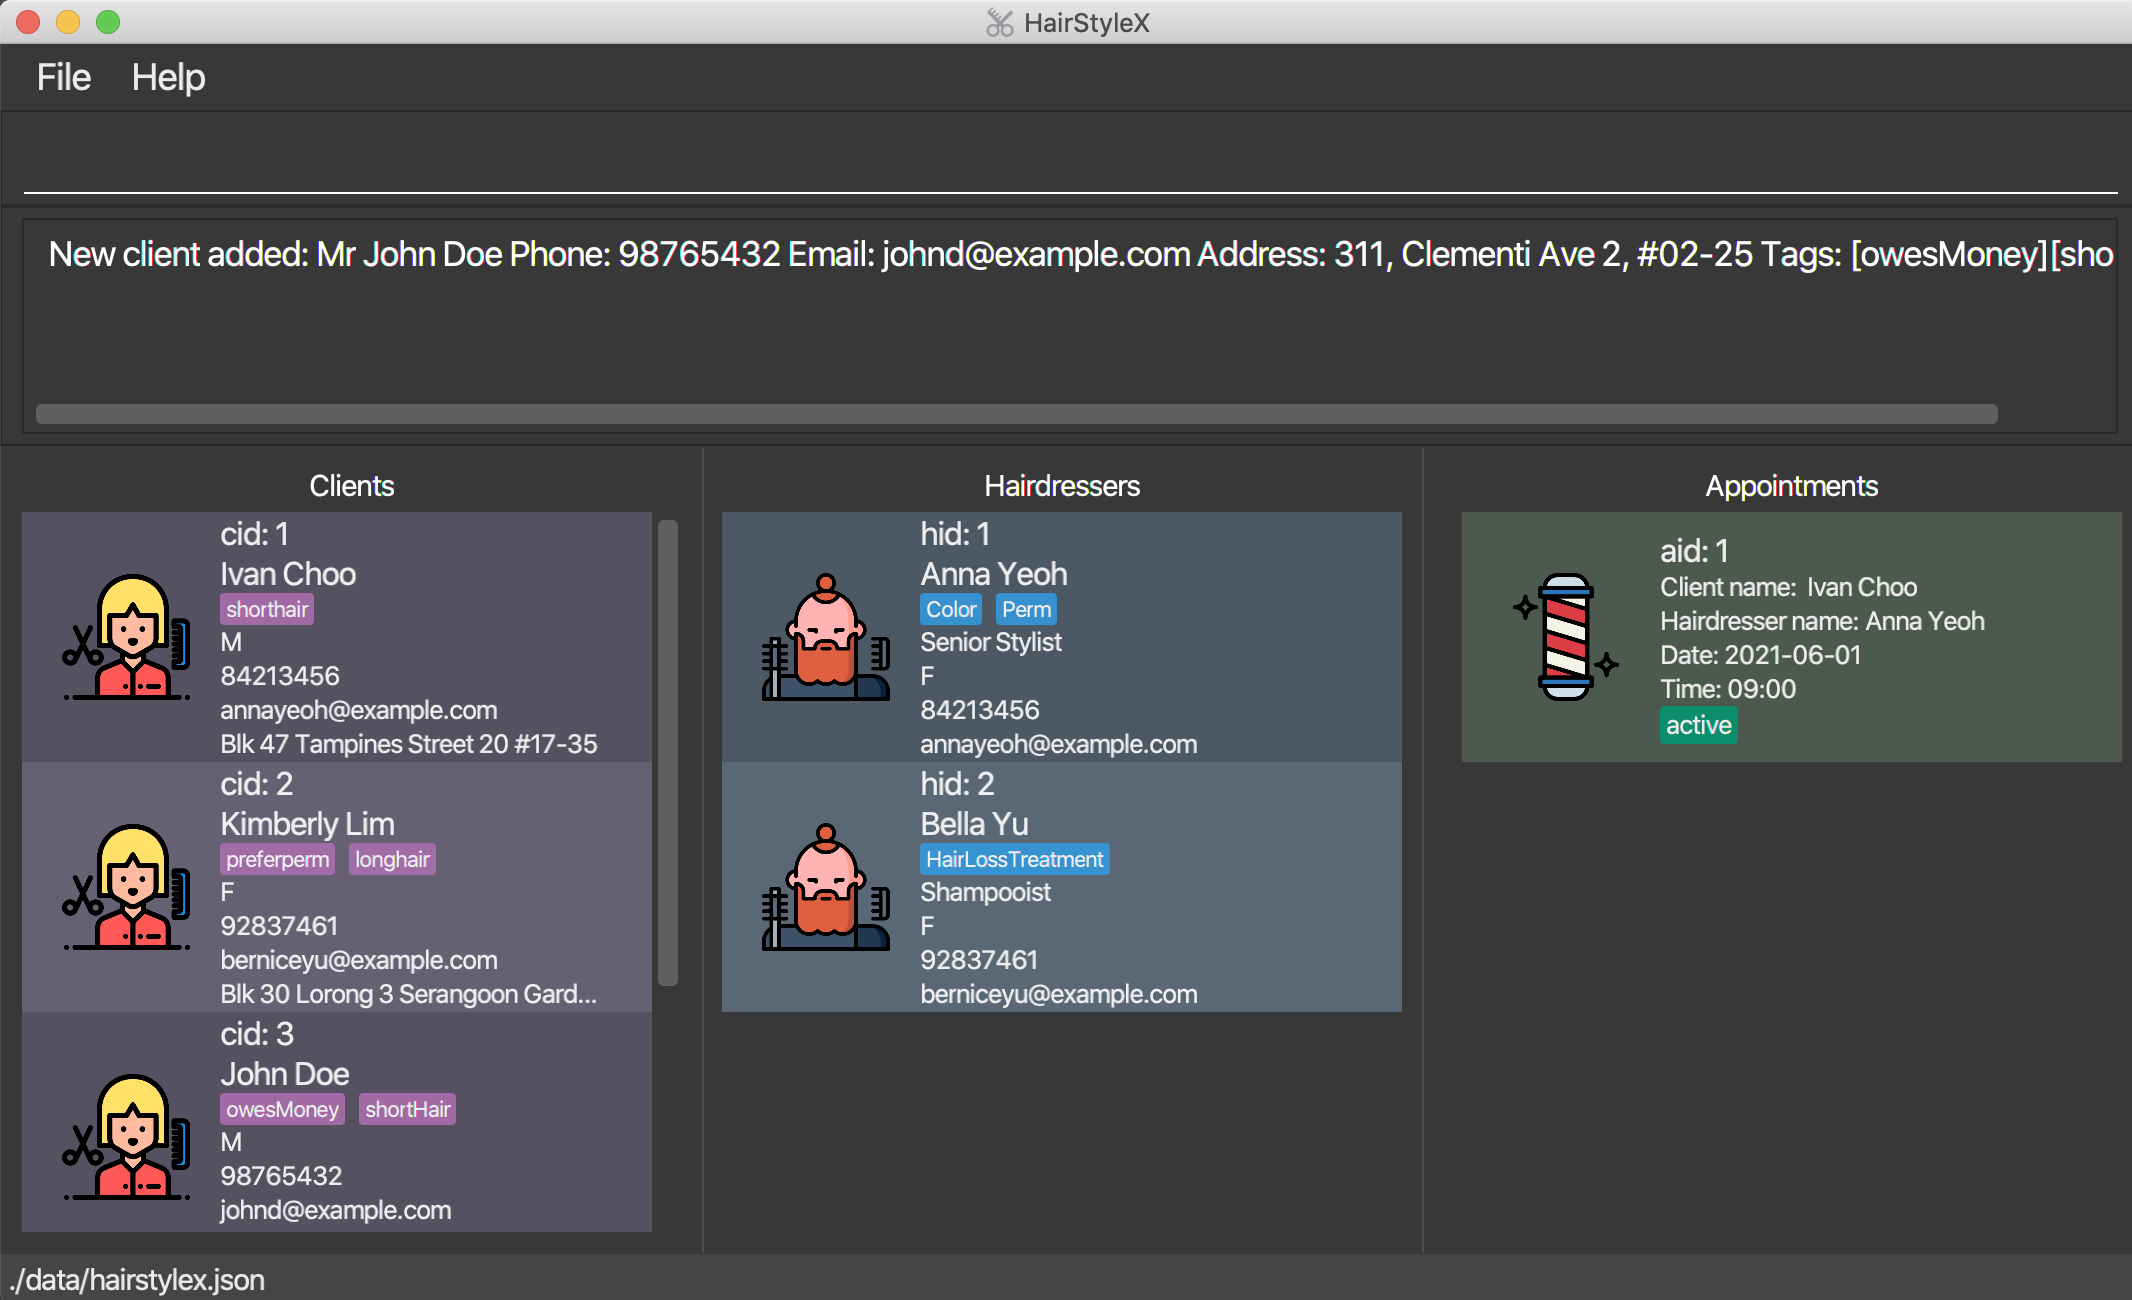 HairStyleX
File Help
New client added: Mr John Doe Phone: 98765432 Email: johnd@example.com Address: 311, Clementi Ave 2, #02-25 Tags: [owesMoney][sho
Clients
cid: 1
Ivan Choo
shorthair
M
84213456
annayeoh@example.com
Blk 47 Tampines Street 20 #17-35
cid: 2
Kimberly Lim
preferperm longhair
F
92837461
berniceyu@example.com
Blk 30 Lorong 3 Serangoon Gard...
cid: 3
John Doe
owesMoney shortHair
M
98765432
johnd@example.com
Hairdressers
hid: 1
Anna Yeoh
Color Perm
Senior Stylist
F
84213456
annayeoh@example.com
hid: 2
Bella Yu
HairLossTreatment
Shampooist
F
92837461
berniceyu@example.com
Appointments
aid: 1
Client name: Ivan Choo
Hairdresser name: Anna Yeoh
Date: 2021-06-01
Time: 09:00
active
./data/hairstylex.json